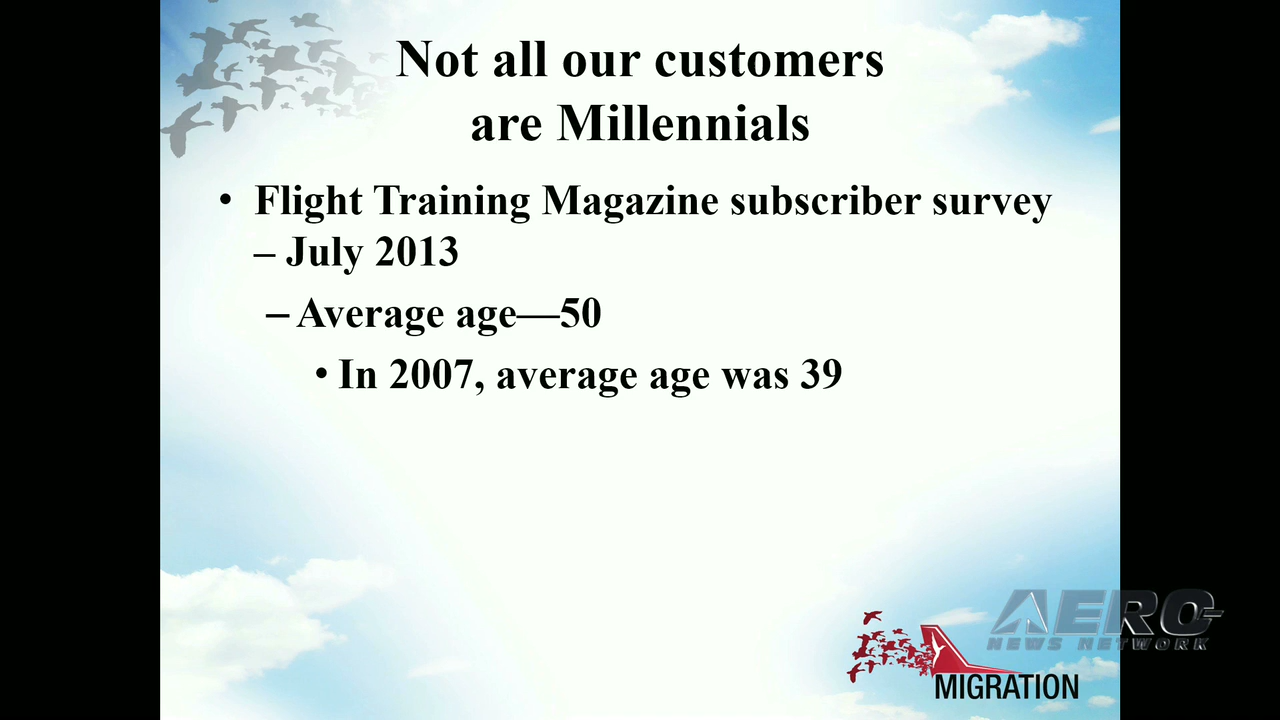 Not all our customers
are Millennials
• Flight Training Magazine subscriber survey
– July 2013
– Average age—50
• In 2007, average age was 39
AERO
NEWS NETWORK
MIGRATION